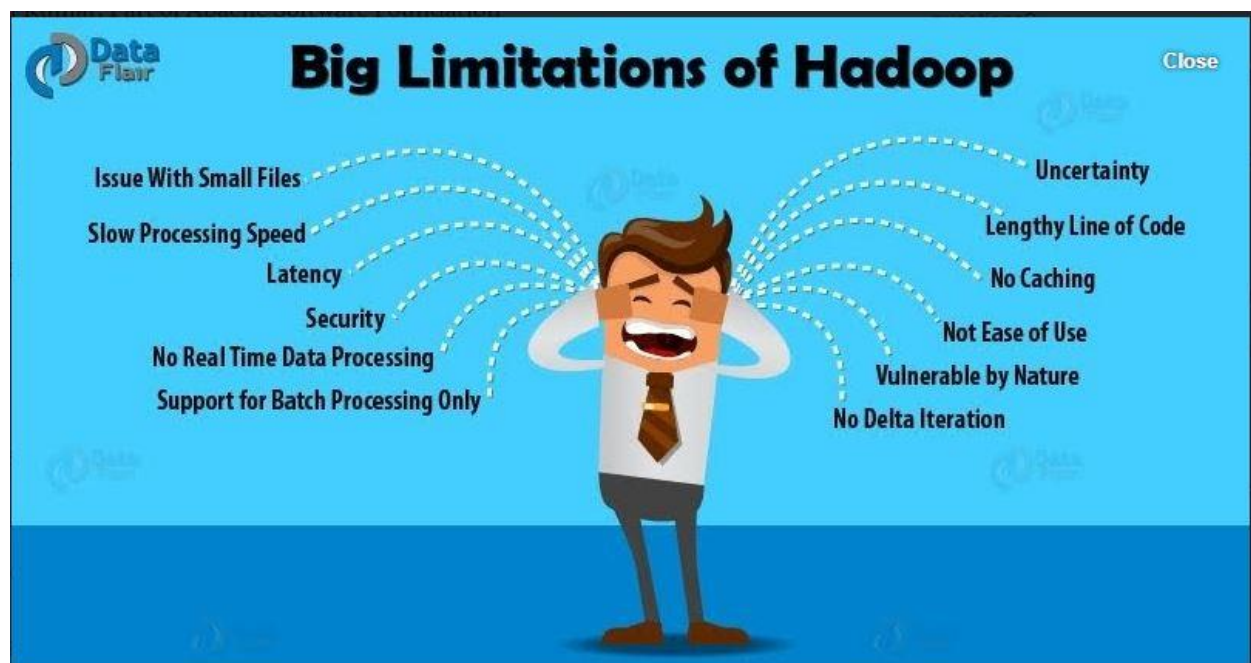 Data
Flair
Big Limitations of Hadoop
Close
Issue With Small Files
Slow Processing Speed
Latency
Security
No Real Time Data Processing
Support for Batch Processing Only
Uncertainty
Lengthy Line of Code
No Caching
Not Ease of Use
Vulnerable by Nature
No Delta Iteration